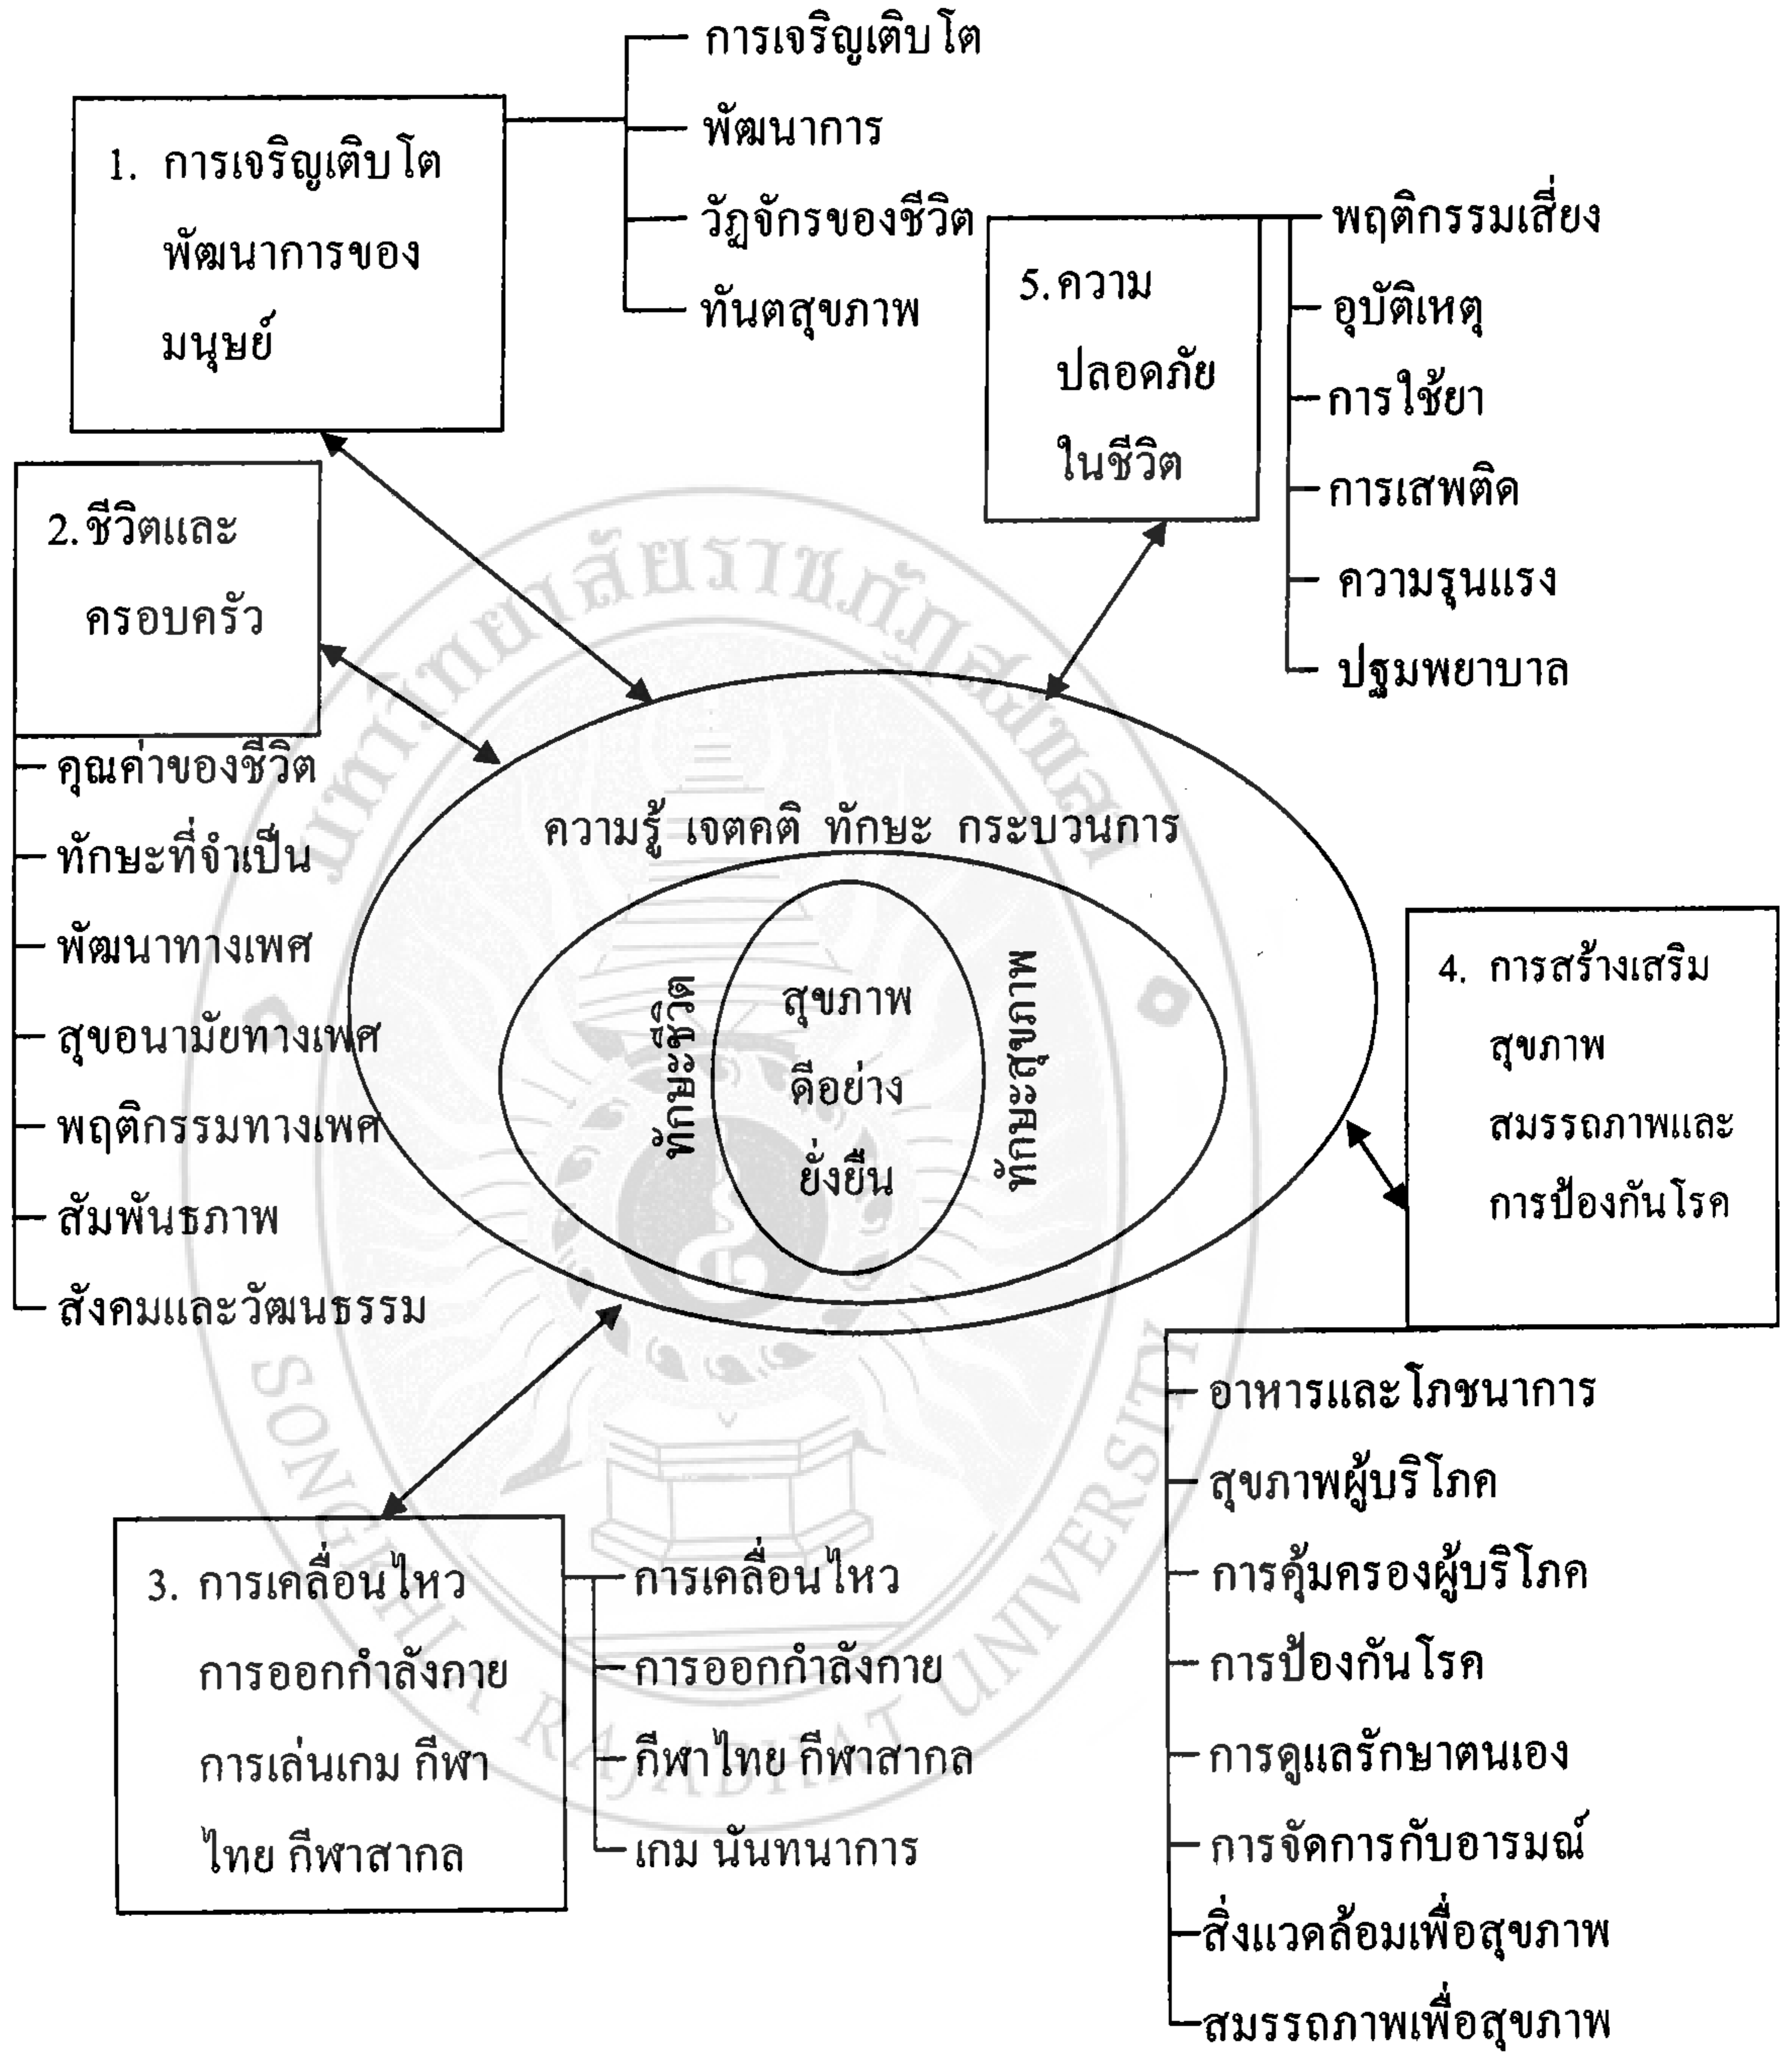 1. การเจริญเติบโต
พัฒนาการของ
มนุษย์
การเจริญเติบโต
พัฒนาการ
วัฏจักรของชีวิต
ทันตสุขภาพ
5. ความ
ปลอดภัย
ในชีวิต
พฤติกรรมเสี่ยง
อุบัติเหตุ
การใช้ยา
การเสพติด
ความรุนแรง
ปฐมพยาบาล
2. ชีวิตและ
ครอบครัว
คุณค่าของชีวิต
ทักษะที่จำเป็น
พัฒนาทางเพศ
สุขอนามัยทางเพศ
พฤติกรรมทางเพศ
สัมพันธภาพ
สังคมและวัฒนธรรม
ความรู้ เจตคติ ทักษะ กระบวนการ
ทักษะชีวิต
สุขภาพ
ดีอย่าง
ยั่งยืน
ทักษะสุขภาพ
4. การสร้างเสริม
สุขภาพ
สมรรถภาพและ
การป้องกันโรค
อาหารและโภชนาการ
สุขภาพผู้บริโภค
การคุ้มครองผู้บริโภค
การป้องกันโรค
การดูแลรักษาตนเอง
การจัดการกับอารมณ์
สิ่งแวดล้อมเพื่อสุขภาพ
สมรรถภาพเพื่อสุขภาพ
3. การเคลื่อนไหว
การออกกำลังกาย
การเล่นเกม กีฬา
ไทย กีฬาสากล
การเคลื่อนไหว
การออกกำลังกาย
กีฬาไทย กีฬาสากล
เกม นันทนาการ
มหาวิทยาลัยราชภัฏสงขลา
SONGKHLA RAJABHAT UNIVERSITY